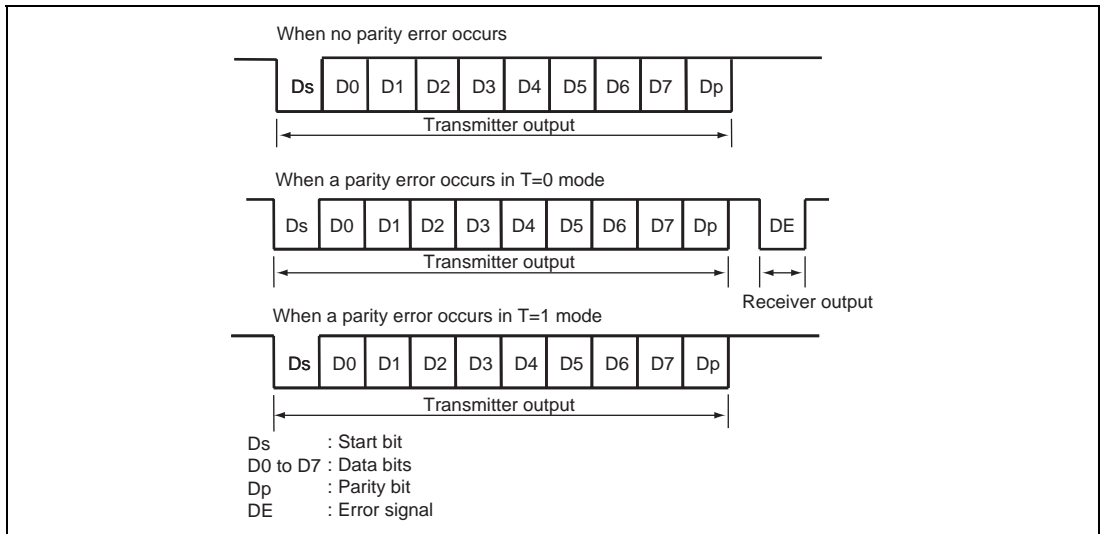 When no parity error occurs
Ds D0 D1 D2 D3 D4 D5 D6 D7 Dp
Transmitter output
When a parity error occurs in T=0 mode
Ds D0 D1 D2 D3 D4 D5 D6 D7 Dp DE
Transmitter output
Receiver output
When a parity error occurs in T=1 mode
Ds D0 D1 D2 D3 D4 D5 D6 D7 Dp
Transmitter output
Ds : Start bit
D0 to D7 : Data bits
Dp : Parity bit
DE : Error signal